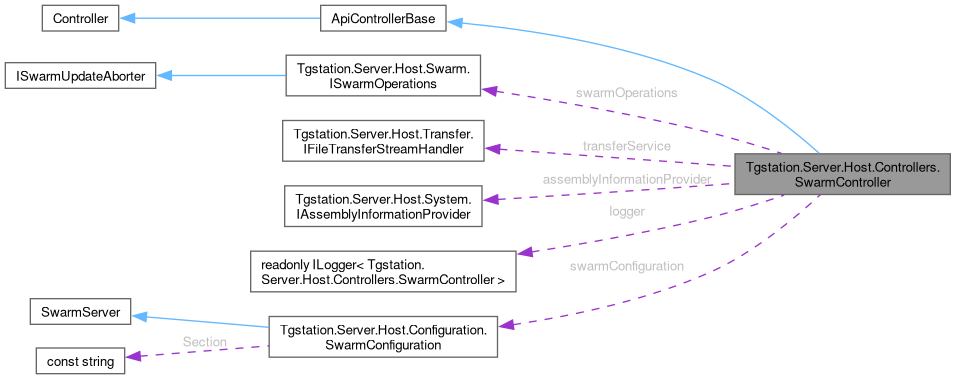 Controller
ApiControllerBase
ISwarmUpdateAborter
Tgstation.Server.Host.Swarm.
ISwarmOperations
swarmOperations
Tgstation.Server.Host.Transfer.
IFileTransferStreamHandler
transferService
Tgstation.Server.Host.Controllers.
SwarmController
assemblyInformationProvider
Tgstation.Server.Host.System.
IAssemblyInformationProvider
logger
readonly ILogger< Tgstation.
Server.Host.Controllers.SwarmController >
swarmConfiguration
SwarmServer
Tgstation.Server.Host.Configuration.
SwarmConfiguration
Section
const string